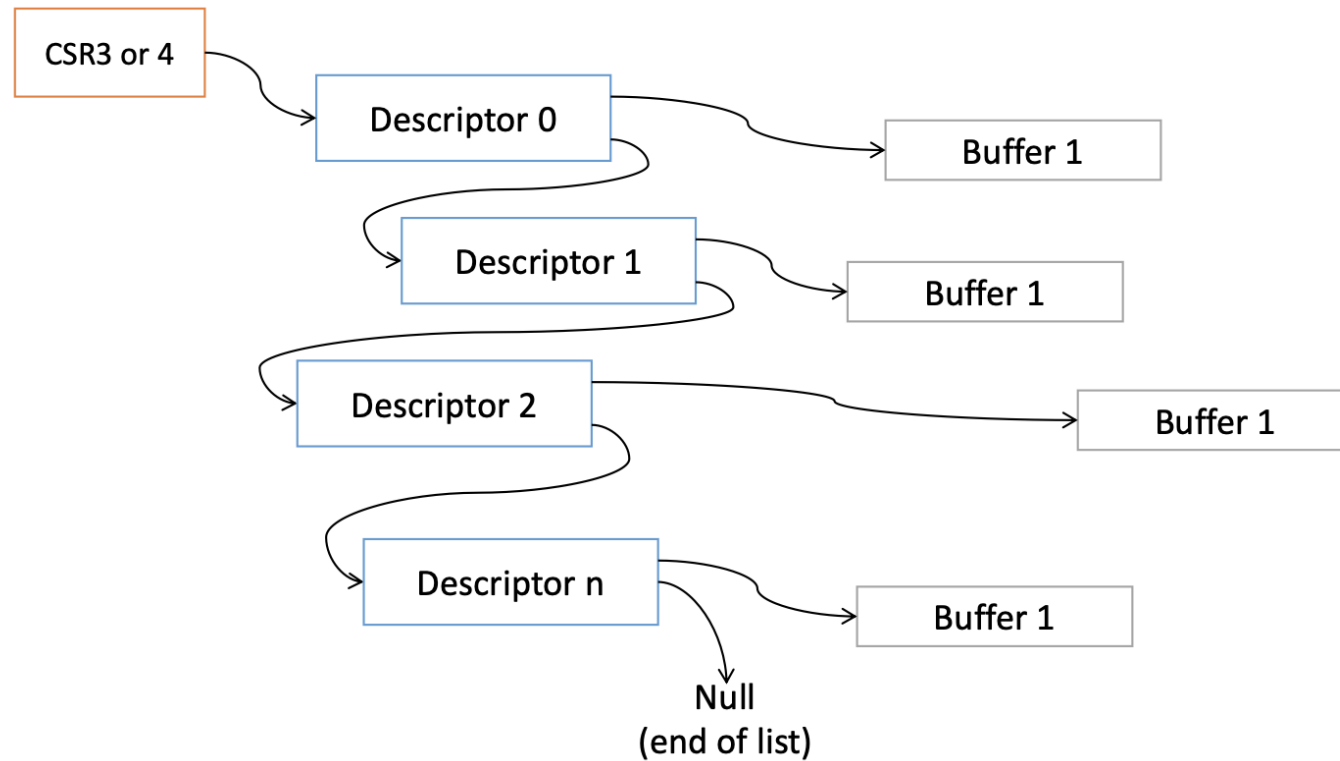 CSR3 or 4
Descriptor 0
Buffer 1
Descriptor 1
Buffer 1
Descriptor 2
Buffer 1
Descriptor n
Buffer 1
Null
(end of list)